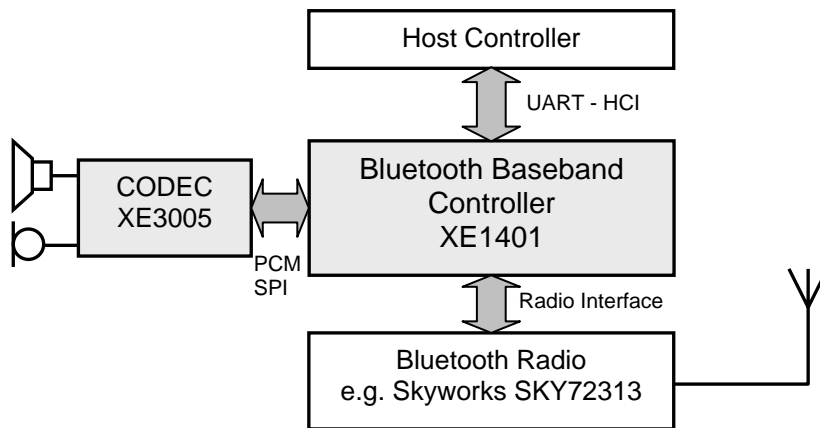 Host Controller
UART - HCI
Bluetooth Baseband
Controller
XE1401
CODEC
XE3005
PCM
SPI
Radio Interface
Bluetooth Radio
e.g. Skyworks SKY72313